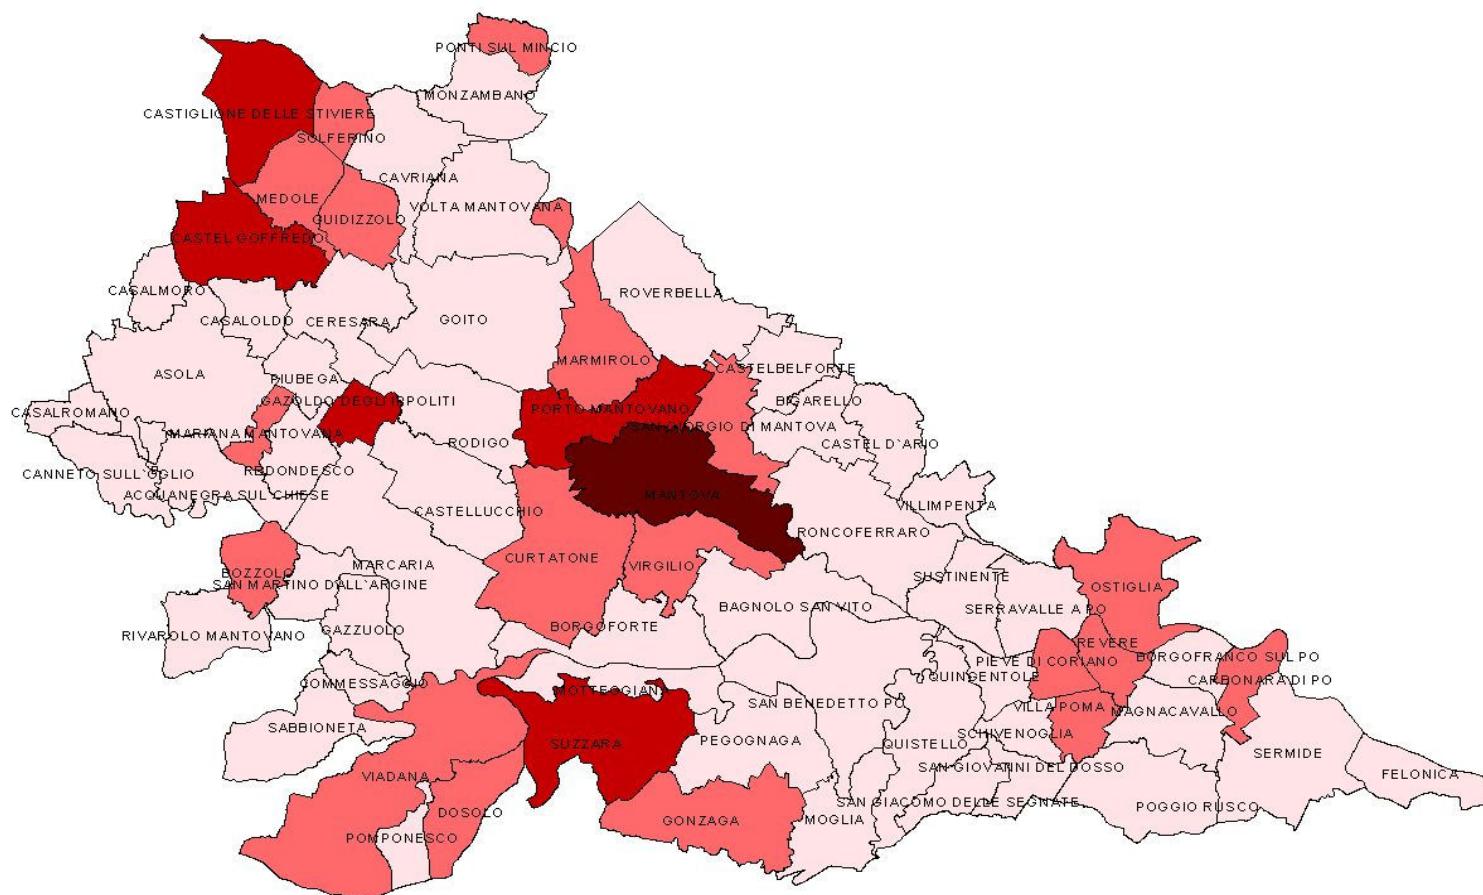 PONTI SUL MINCIO
MONZAMBANO
CASTIGLIONE DELLE STIVIERE
SOLFERINO
CAVRIANA
MEDOLE
VOLTA MANTOVANA
GUIDIZZOLO
CASTEL GOFFREDO
CASALMORO
ROVERBELLA
CASALOLDO
CERESARA
GOITO
MARMIROLO
CASTELBELFORTE
ASOLA
PIUBEGA
GAZOLDO DEGLI IPPOLITI
BIGARELLO
CASALROMANO
PORTO MANTOVANO
SAN GIORGIO DI MANTOVA
MARIANA MANTOVANA
RODIGO
CASTEL D`ARIO
CANNETO SULL`OGLIO
REDONDESCO
ACQUANEGRA SUL CHIESE
MANTOVA
CASTELLUCCHIO
VILLIMPENTA
RONCOFERRARO
CURTATONE
MARCARIA
VIRGILIO
BOZZOLO
SAN MARTINO DALL`ARGINE
SUSTINENTE
OSTIGLIA
BAGNOLO SAN VITO
SERRAVALLE A PO
BORGOFORTE
GAZZUOLO
RIVAROLO MANTOVANO
REVERE
BORGOFRANCO SUL PO
PIEVE DI CORIANO
QUINGENTOLE
CARBONARA DI PO
COMMESSAGGIO
MOTTEGGIANA
SAN BENEDETTO PO
VILLA POMA
MAGNACAVALLO
SABBIONETA
SCHIVENOGLIA
SUZZARA
PEGOGNAGA
QUISTELLO
SERMIDE
SAN GIOVANNI DEL DOSSO
FELONICA
VIADANA
SAN GIACOMO DELLE SEGNATE
POGGIO RUSCO
DOSOLO
GONZAGA
MOGLIA
POMPONESCO